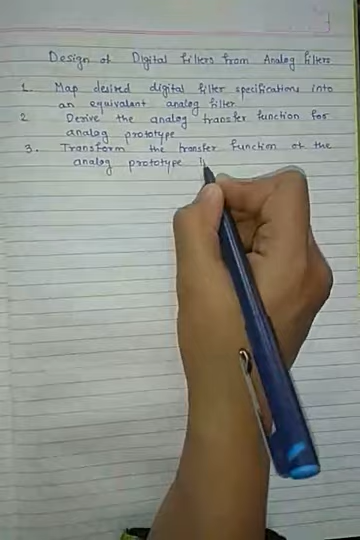 Design of Digital filters from Analog filters
1. Map desired digital filter specifications into
an equivalent analog filter
2 Derive the analog transfer function for
analog prototype
3. Transform the transfer function of the
analog prototype